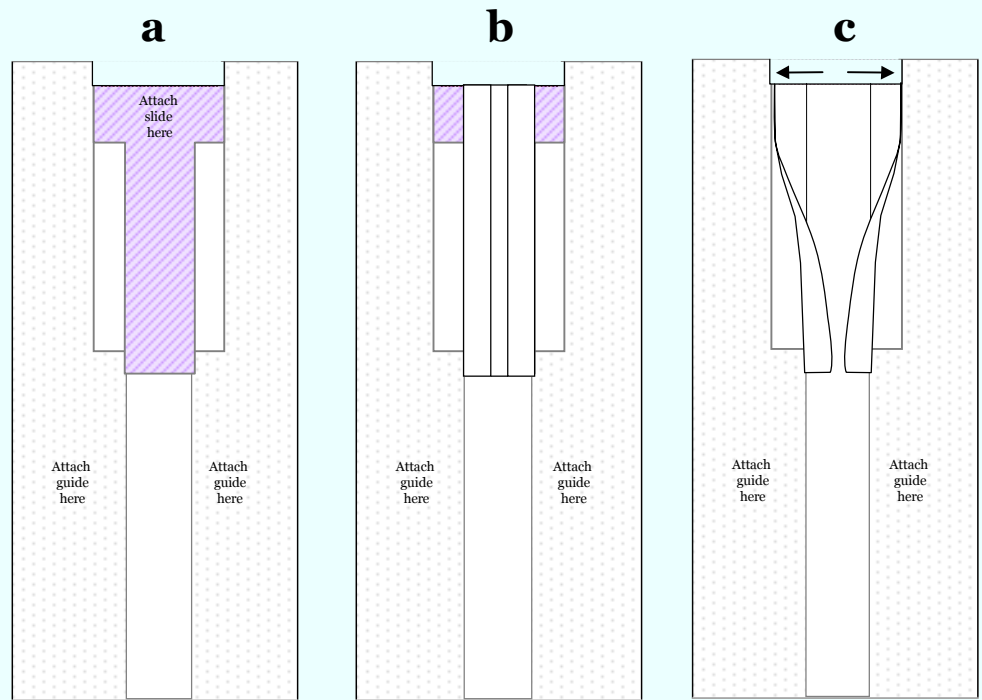 a
b
c
Attach
slide
here
Attach
guide
here
Attach
guide
here
Attach
guide
here
Attach
guide
here
Attach
guide
here
Attach
guide
here